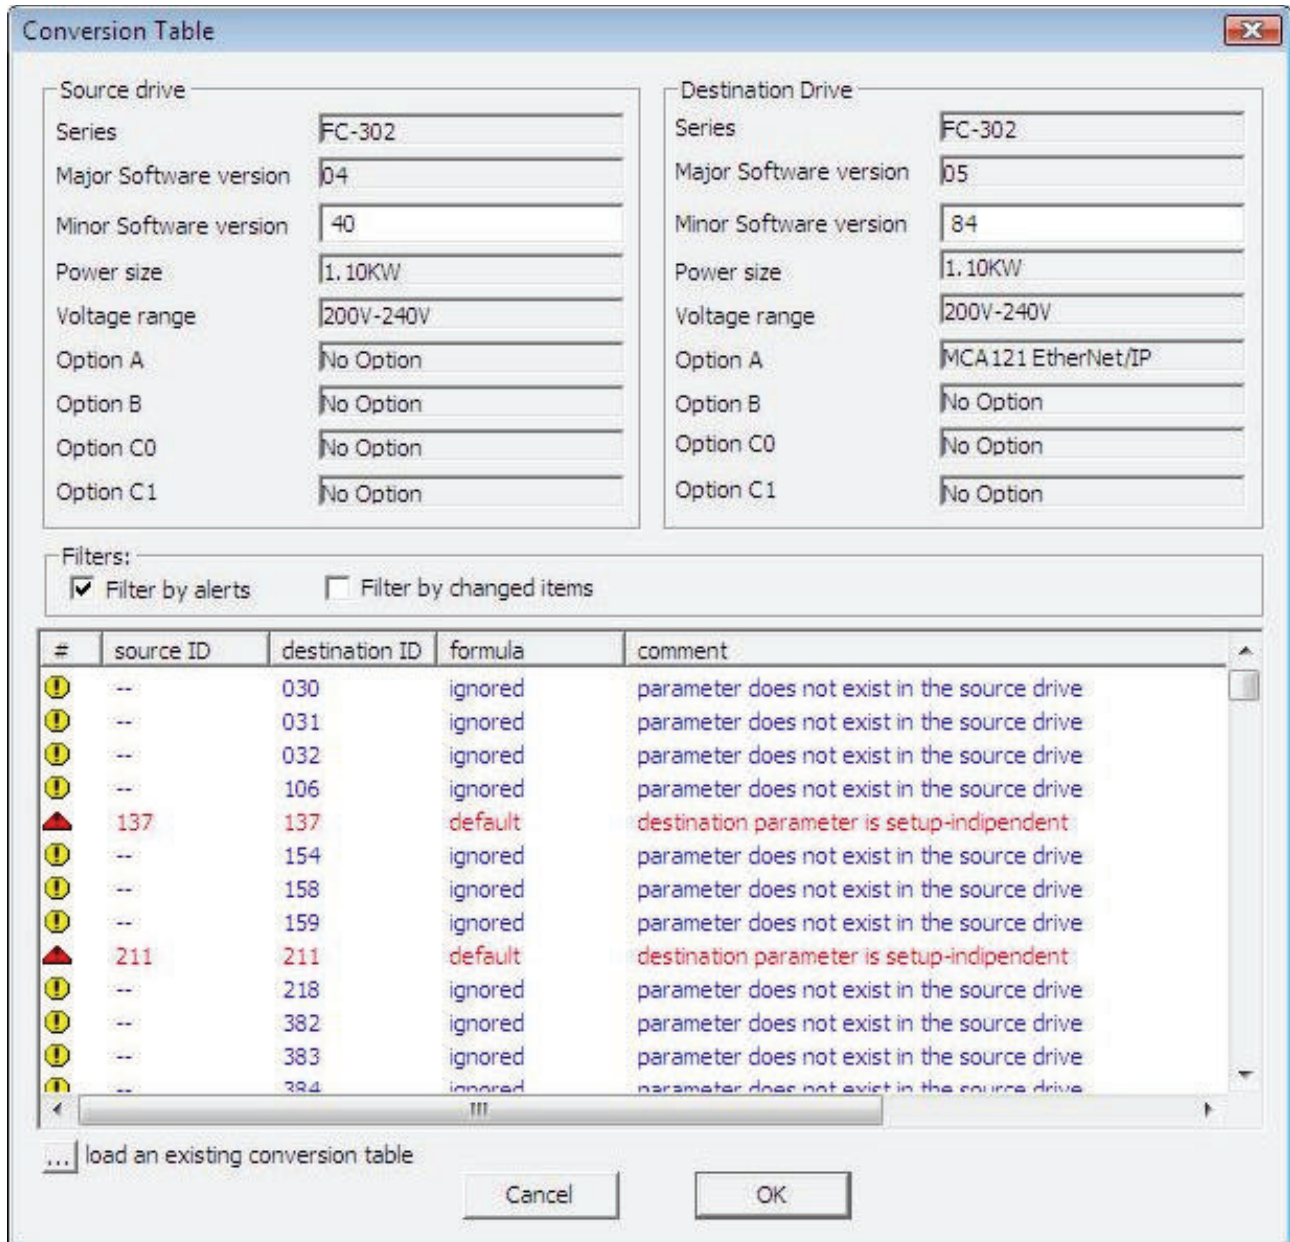 Conversion Table
Source drive
Series FC-302
Major Software version 04
Minor Software version 40
Power size 1.10KW
Voltage range 200V-240V
Option A No Option
Option B No Option
Option C0 No Option
Option C1 No Option
Destination Drive
Series FC-302
Major Software version 05
Minor Software version 84
Power size 1.10KW
Voltage range 200V-240V
Option A MCA121 EtherNet/IP
Option B No Option
Option C0 No Option
Option C1 No Option
Filters:
Filter by alerts Filter by changed items
# source ID destination ID formula comment
-- 030 ignored parameter does not exist in the source drive
-- 031 ignored parameter does not exist in the source drive
-- 032 ignored parameter does not exist in the source drive
-- 106 ignored parameter does not exist in the source drive
137 137 default destination parameter is setup-indipendent
-- 154 ignored parameter does not exist in the source drive
-- 158 ignored parameter does not exist in the source drive
-- 159 ignored parameter does not exist in the source drive
211 211 default destination parameter is setup-indipendent
-- 218 ignored parameter does not exist in the source drive
-- 382 ignored parameter does not exist in the source drive
-- 383 ignored parameter does not exist in the source drive
-- 384 ignored parameter does not exist in the source drive
... load an existing conversion table
Cancel OK